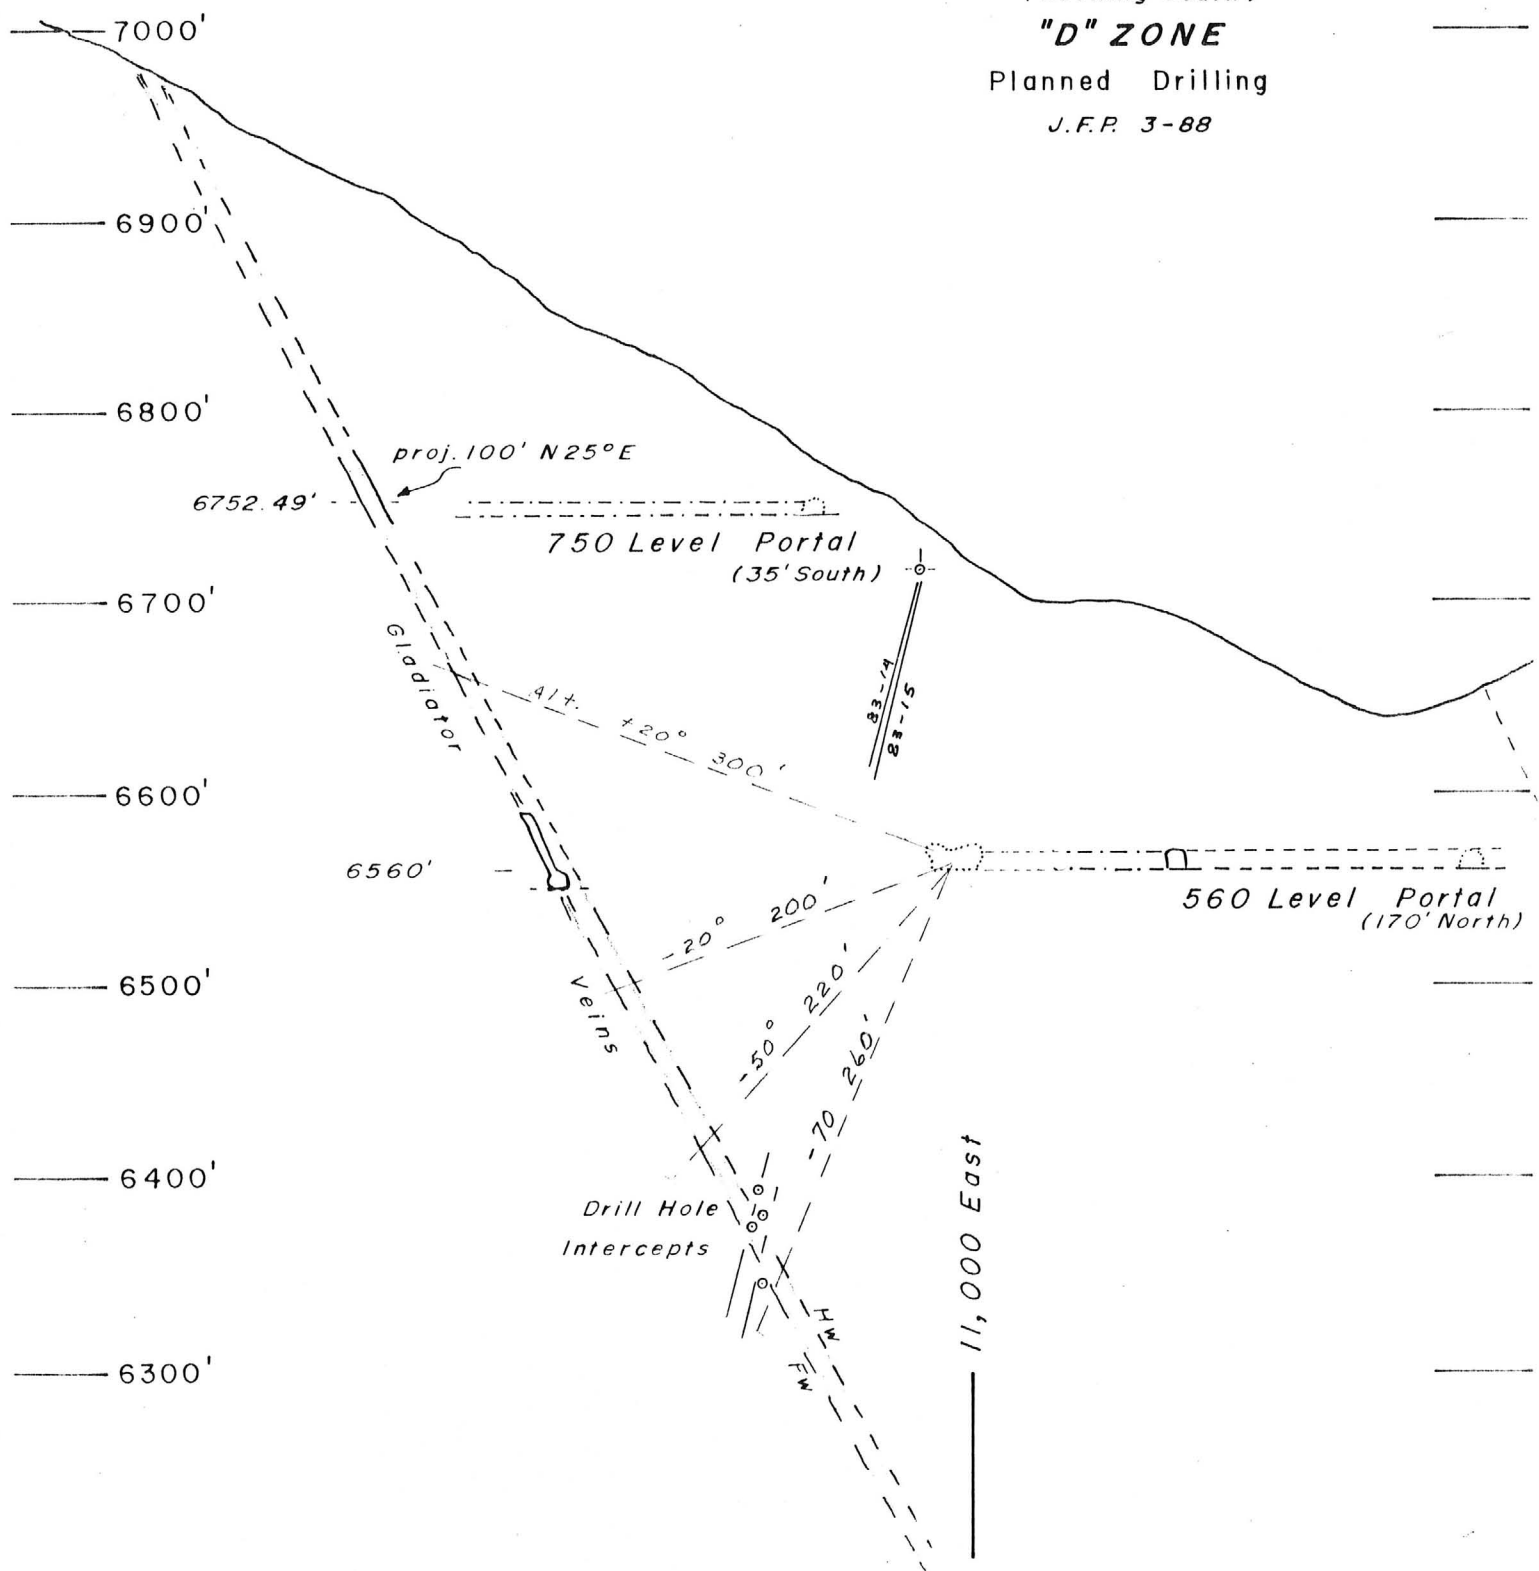 "D" ZONE
Planned Drilling
J.F.P. 3-88
7000'
6900'
6800'
proj. 100' N25°E
6752.49'
750 Level Portal
(35' South)
6700'
Gladiator
Veins
83-14
83-15
+20° 300'
6600'
6560'
560 Level Portal
(170' North)
-20° 200'
6500'
-50° 220'
-70 260'
6400'
Drill Hole
Intercepts
11,000 East
HW
FW
6300'